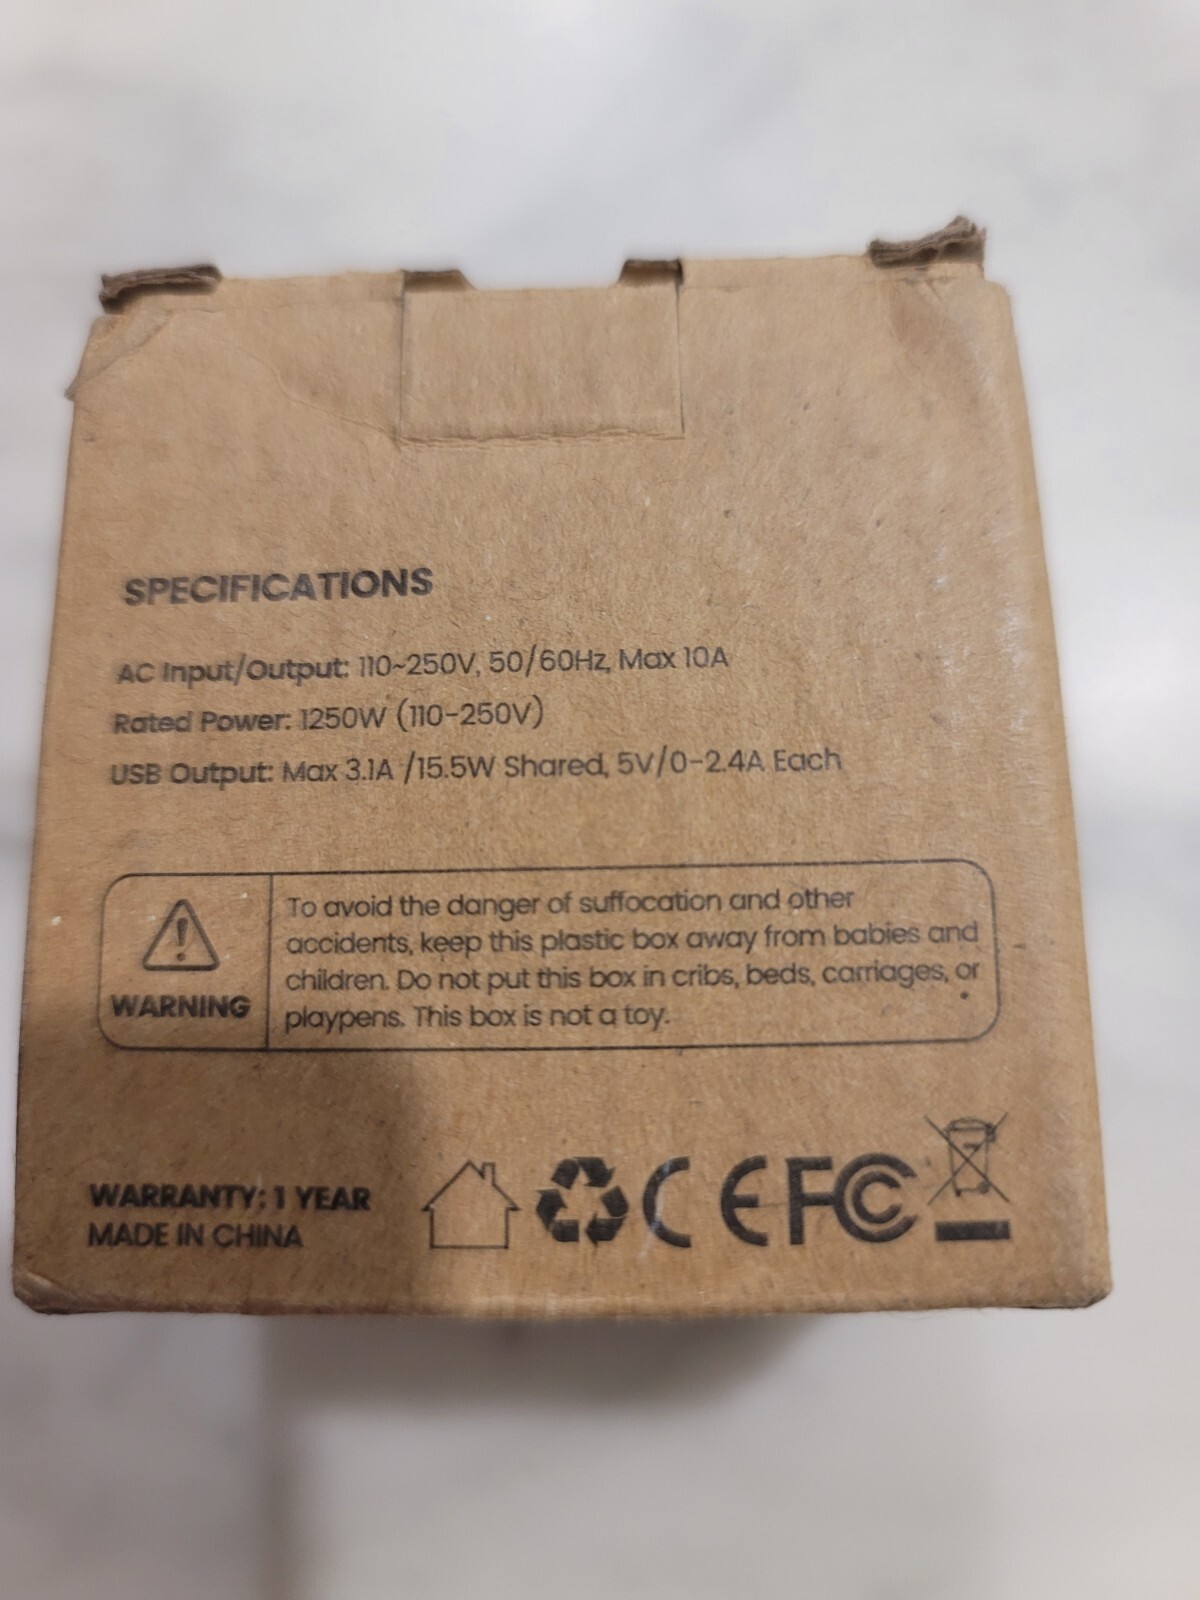 SPECIFICATIONS
AC Input/Output: 110~250V, 50/60Hz, Max 10A
Rated Power: 1250W (110-250V)
USB Output: Max 3.1A /15.5W Shared, 5V/0-2.4A Each
To avoid the danger of suffocation and other
accidents, keep this plastic box away from babies and
children. Do not put this box in cribs, beds, carriages, or
playpens. This box is not a toy.
WARNING
WARRANTY: 1 YEAR
MADE IN CHINA
CE FC